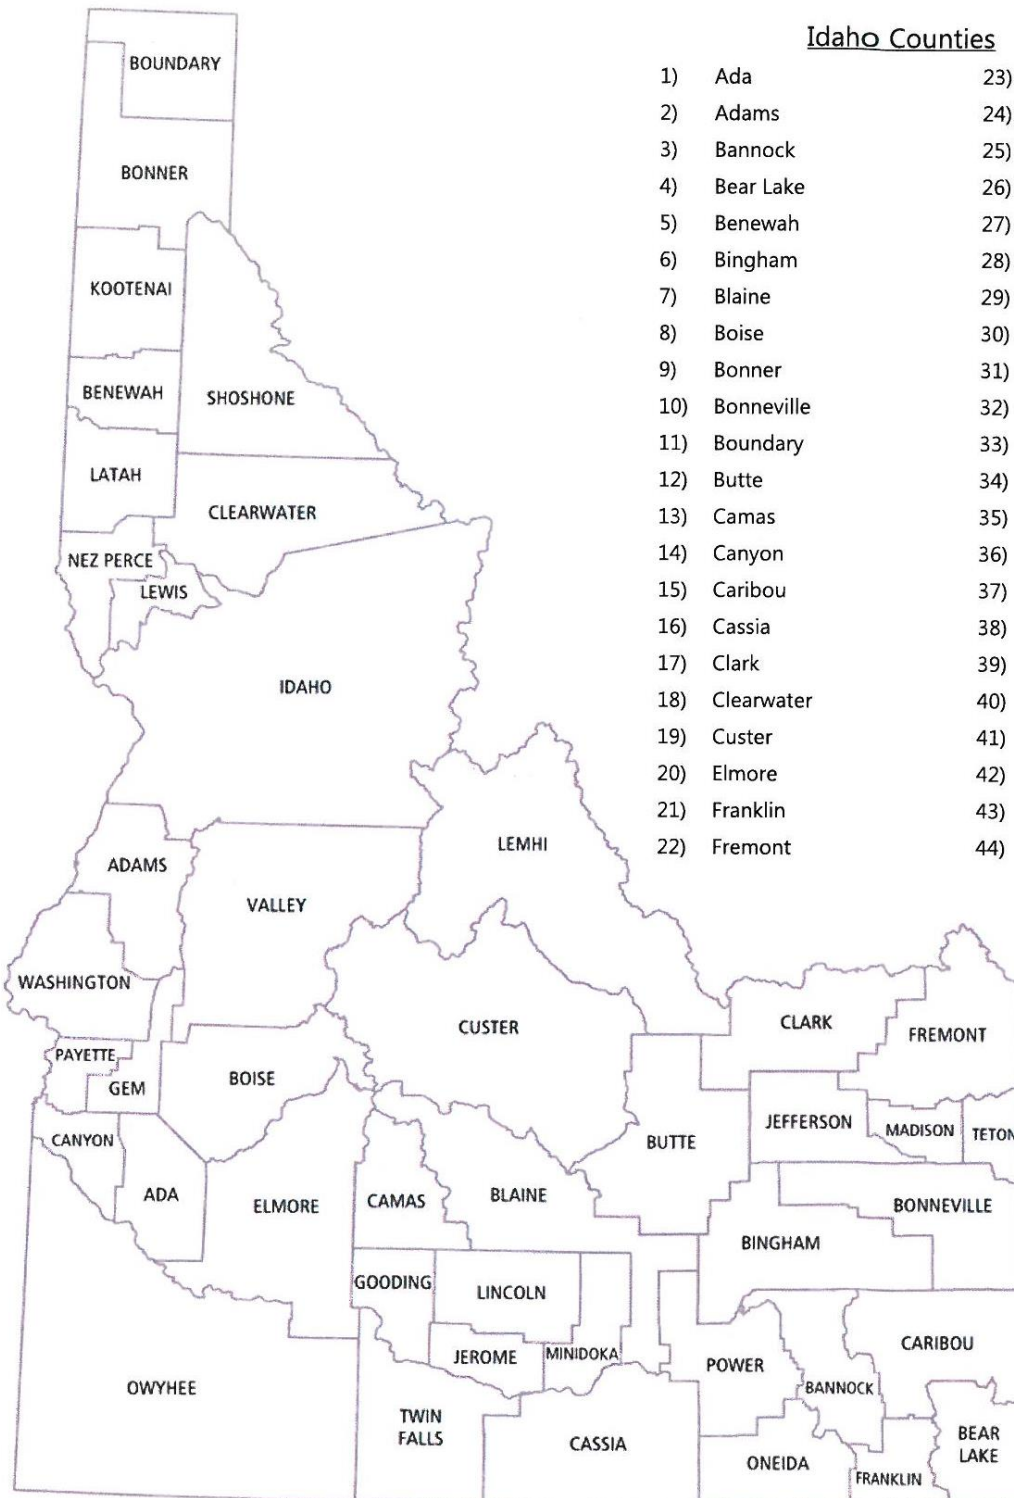 Idaho Counties
1) Ada 23)
2) Adams 24)
3) Bannock 25)
4) Bear Lake 26)
5) Benewah 27)
6) Bingham 28)
7) Blaine 29)
8) Boise 30)
9) Bonner 31)
10) Bonneville 32)
11) Boundary 33)
12) Butte 34)
13) Camas 35)
14) Canyon 36)
15) Caribou 37)
16) Cassia 38)
17) Clark 39)
18) Clearwater 40)
19) Custer 41)
20) Elmore 42)
21) Franklin 43)
22) Fremont 44)
BOUNDARY
BONNER
KOOTENAI
BENEWAH
SHOSHONE
LATAH
CLEARWATER
NEZ PERCE
LEWIS
IDAHO
LEMHI
ADAMS
VALLEY
WASHINGTON
CUSTER
CLARK
FREMONT
PAYETTE
GEM
BOISE
JEFFERSON
MADISON
TETON
CANYON
BUTTE
ADA
ELMORE
CAMAS
BLAINE
BONNEVILLE
BINGHAM
GOODING
LINCOLN
CARIBOU
JEROME
MINIDOKA
POWER
BANNOCK
OWYHEE
TWIN
FALLS
CASSIA
BEAR
LAKE
ONEIDA
FRANKLIN